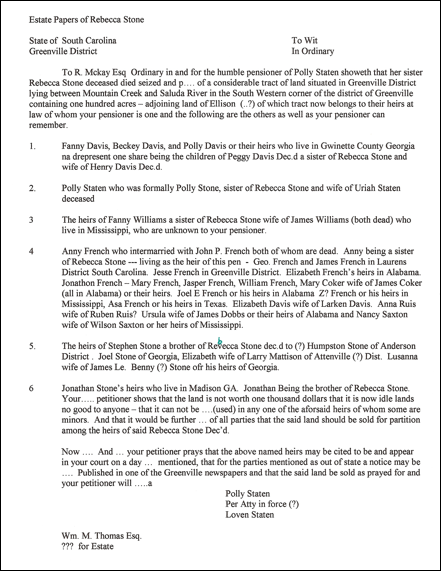 Estate Papers of Rebecca Stone
State of South Carolina To Wit
Greenville District In Ordinary
To R. Mckay Esq Ordinary in and for the humble pensioner of Polly Staten showeth that her sister
Rebecca Stone deceased died seized and p…. of a considerable tract of land situated in Greenville District
lying between Mountain Creek and Saluda River in the South Western corner of the district of Greenville
containing one hundred acres – adjoining land of Ellison (..?) of which tract now belongs to their heirs at
law of whom your pensioner is one and the following are the others as well as your pensioner can
remember.
1. Fanny Davis, Beckey Davis, and Polly Davis or their heirs who live in Gwinette County Georgia
na drepresent one share being the children of Peggy Davis Dec.d a sister of Rebecca Stone and
wife of Henry Davis Dec.d.
2. Polly Staten who was formally Polly Stone, sister of Rebecca Stone and wife of Uriah Staten
deceased
3 The heirs of Fanny Williams a sister of Rebecca Stone wife of James Williams (both dead) who
live in Mississippi, who are unknown to your pensioner.
4 Anny French who intermarried with John P. French both of whom are dead. Anny being a sister
of Rebecca Stone --- living as the heir of this pen - Geo. French and James French in Laurens
District South Carolina. Jesse French in Greenville District. Elizabeth French's heirs in Alabama.
Jonathon French – Mary French, Jasper French, William French, Mary Coker wife of James Coker
(all in Alabama) or their heirs. Joel E French or his heirs in Alabama Z? French or his heirs in
Mississippi, Asa French or his heirs in Texas. Elizabeth Davis wife of Larken Davis. Anna Ruis
wife of Ruben Ruis? Ursula wife of James Dobbs or their heirs of Alabama and Nancy Saxton
wife of Wilson Saxton or her heirs of Mississippi.
5. The heirs of Stephen Stone a brother of Rebecca Stone dec.d to (?) Humpston Stone of Anderson
District . Joel Stone of Georgia, Elizabeth wife of Larry Mattison of Attenville (?) Dist. Lusanna
wife of James Le. Benny (?) Stone ofr his heirs of Georgia.
6 Jonathan Stone's heirs who live in Madison GA. Jonathan Being the brother of Rebecca Stone.
Your….. petitioner shows that the land is not worth one thousand dollars that it is now idle lands
no good to anyone – that it can not be ….(used) in any one of the aforsaid heirs of whom some are
minors. And that it would be further … of all parties that the said land should be sold for partition
among the heirs of said Rebecca Stone Dec'd.
Now …. And … your petitioner prays that the above named heirs may be cited to be and appear
in your court on a day … mentioned, that for the parties mentioned as out of state a notice may be
…. Published in one of the Greenville newspapers and that the said land be sold as prayed for and
your petitioner will …..a
Polly Staten
Per Atty in force (?)
Loven Staten
Wm. M. Thomas Esq.
??? for Estate